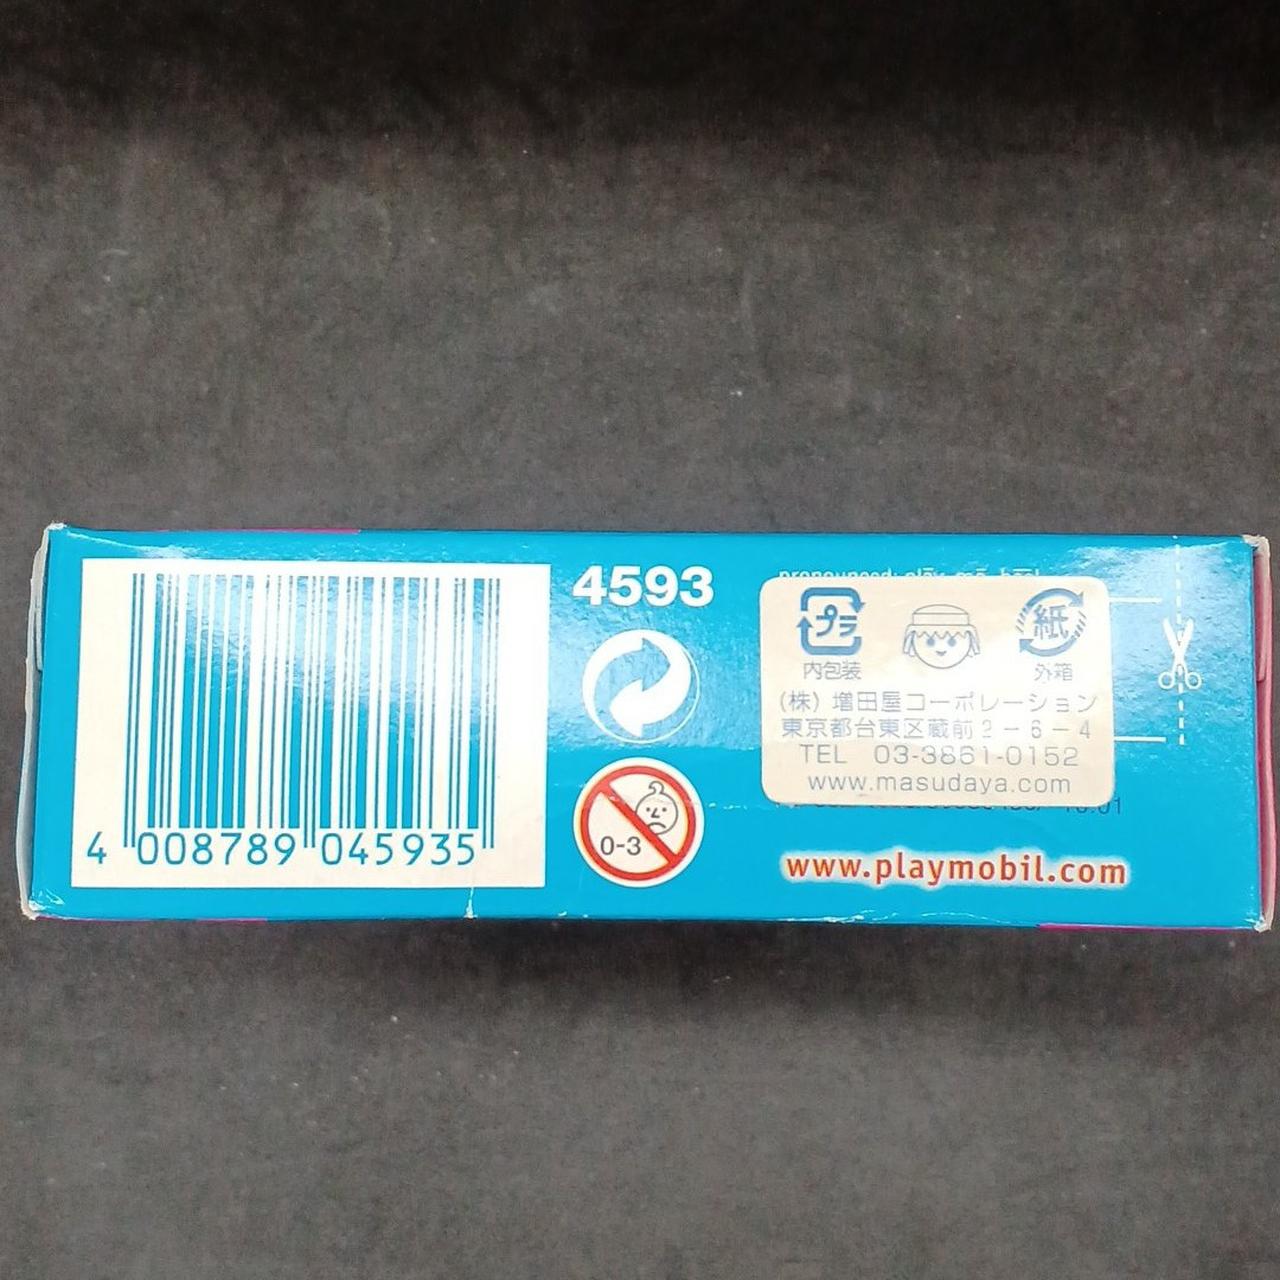 4 008789 045935
4593
0-3
pronounced:
プラ
内包装
紙
外箱
(株) 増田屋コーポレーション
東京都台東区蔵前2-6-4
TEL 03-3861-0152
www.masudaya.com
www.playmobil.com